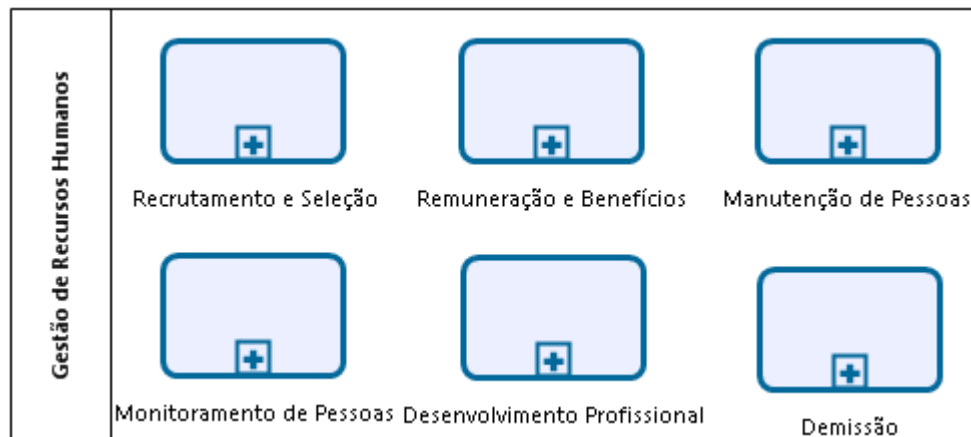 Gestão de Recursos Humanos
Recrutamento e Seleção
Remuneração e Benefícios
Manutenção de Pessoas
Monitoramento de Pessoas
Desenvolvimento Profissional
Demissão